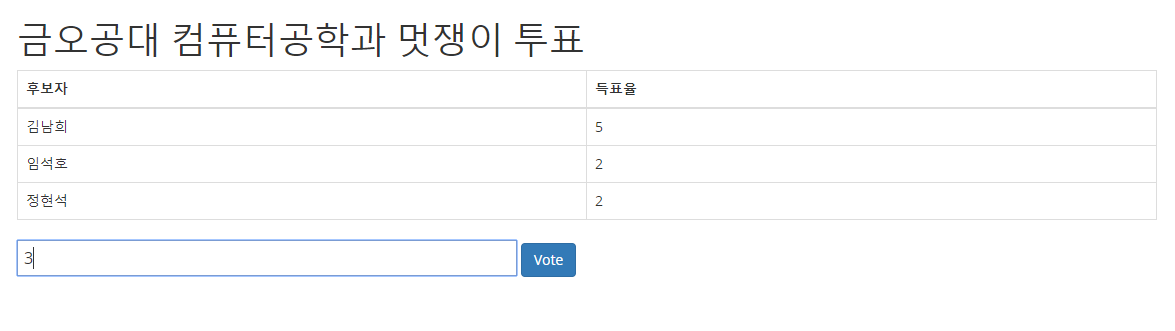 금오공대 컴퓨터공학과 멋쟁이 투표
후보자 득표율
김남희 5
임석호 2
정현석 2
3 Vote